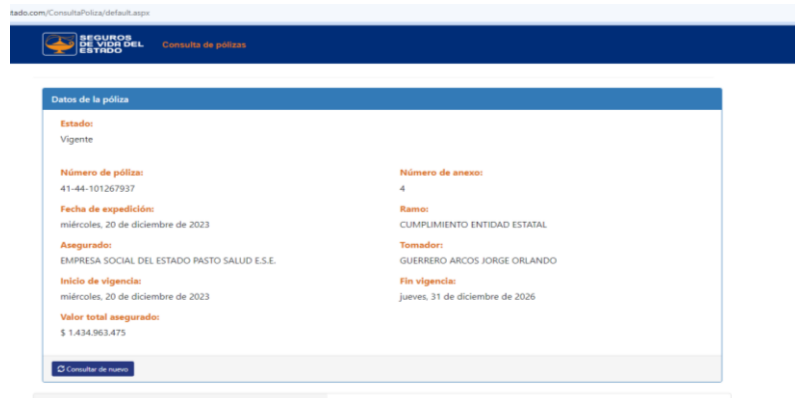 tado.com/ConsultaPoliza/default.aspx
SEGUROS
DE VIDA DEL
ESTADO
Consulta de pólizas
Datos de la póliza
Estado:
Vigente
Número de póliza:
41-44-101267937
Número de anexo:
4
Fecha de expedición:
miércoles, 20 de diciembre de 2023
Ramo:
CUMPLIMIENTO ENTIDAD ESTATAL
Asegurado:
EMPRESA SOCIAL DEL ESTADO PASTO SALUD E.S.E.
Tomador:
GUERRERO ARCOS JORGE ORLANDO
Inicio de vigencia:
miércoles, 20 de diciembre de 2023
Fin vigencia:
jueves, 31 de diciembre de 2026
Valor total asegurado:
$ 1.434.963.475
Consultar de nuevo